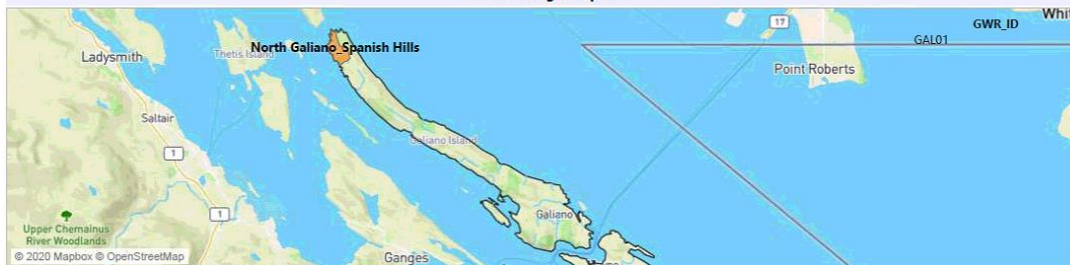 17
Whit
GWR_ID
North Galiano_Spanish Hills
GAL01
Ladysmith
Thetis Island
Point Roberts
Saltair
Galiano Island
1
1
Galiano
Upper Chemainus
River Woodlands
Ganges
© 2020 Mapbox © OpenStreetMap